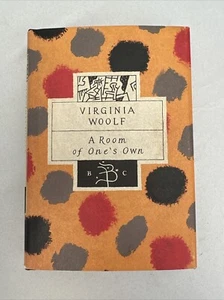 VIRGINIA
WOOLF
A Room
of One's Own
B C